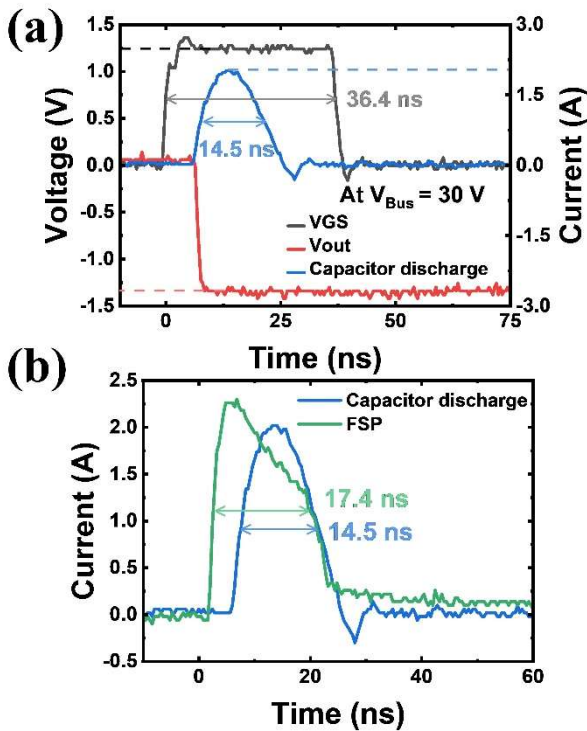 (a)
Voltage (V)
1.5
1.0
0.5
0.0
-0.5
-1.0
-1.5
3.0
1.5
0.0
-1.5
-3.0
Current (A)
36.4 ns
14.5 ns
At V_Bus = 30 V
VGS
Vout
Capacitor discharge
0 25 50 75
Time (ns)
(b)
Current (A)
2.5
2.0
1.5
1.0
0.5
0.0
-0.5
Capacitor discharge
FSP
17.4 ns
14.5 ns
0 20 40 60
Time (ns)